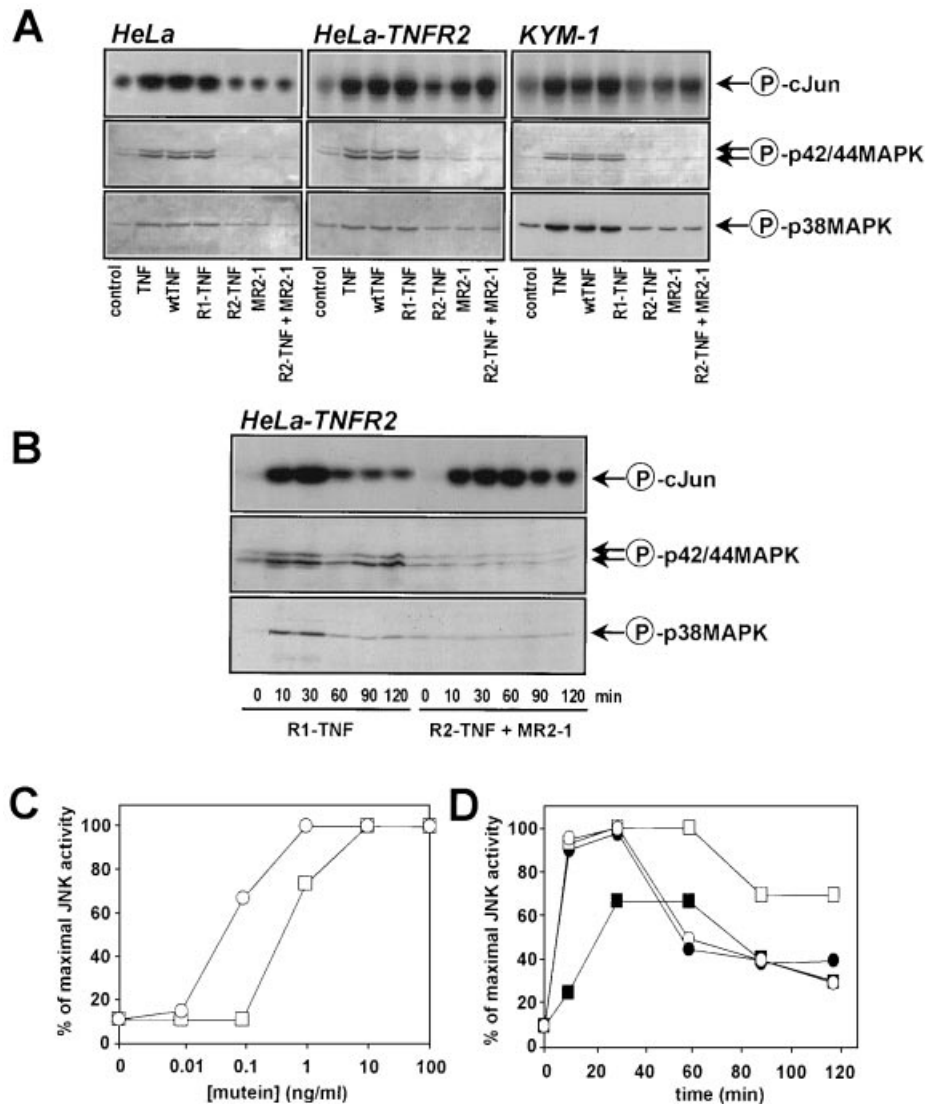 A
HeLa
HeLa-TNFR2
KYM-1
P-cJun
P-p42/44MAPK
P-p38MAPK
control
TNF
wtTNF
R1-TNF
R2-TNF
MR2-1
R2-TNF + MR2-1
control
TNF
wtTNF
R1-TNF
R2-TNF
MR2-1
R2-TNF + MR2-1
control
TNF
wtTNF
R1-TNF
R2-TNF
MR2-1
R2-TNF + MR2-1
B
HeLa-TNFR2
P-cJun
P-p42/44MAPK
P-p38MAPK
0 10 30 60 90 120 0 10 30 60 90 120 min
R1-TNF R2-TNF + MR2-1
C
% of maximal JNK activity
100
80
60
40
20
0
0 0.01 0.1 1 10 100
[mutein] (ng/ml)
D
% of maximal JNK activity
100
80
60
40
20
0
0 20 40 60 80 100 120
time (min)